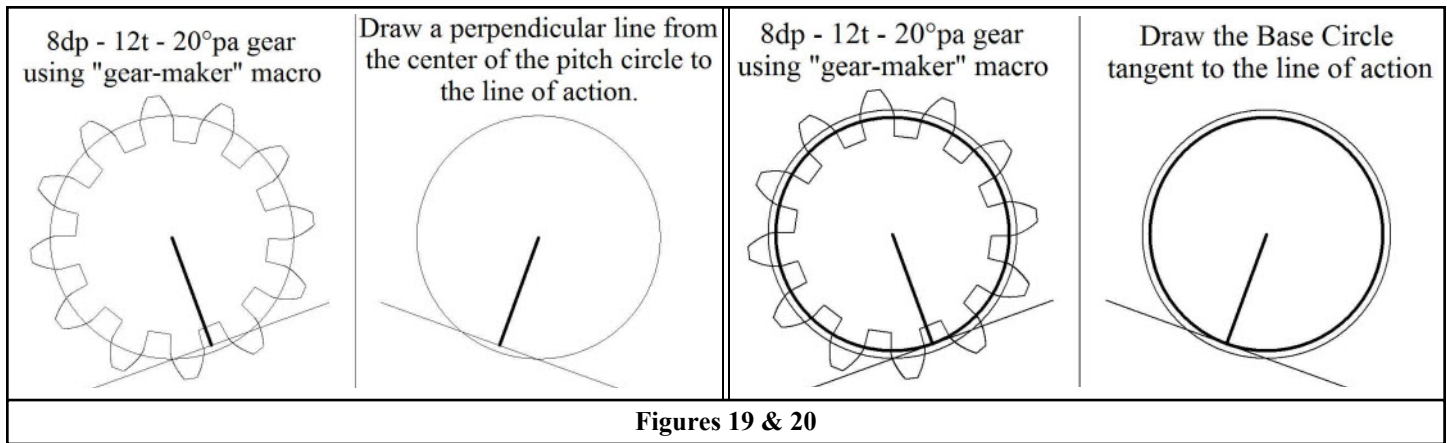 8dp - 12t - 20°pa gear
using "gear-maker" macro
Draw a perpendicular line from
the center of the pitch circle to
the line of action.
8dp - 12t - 20°pa gear
using "gear-maker" macro
Draw the Base Circle
tangent to the line of action
Figures 19 & 20